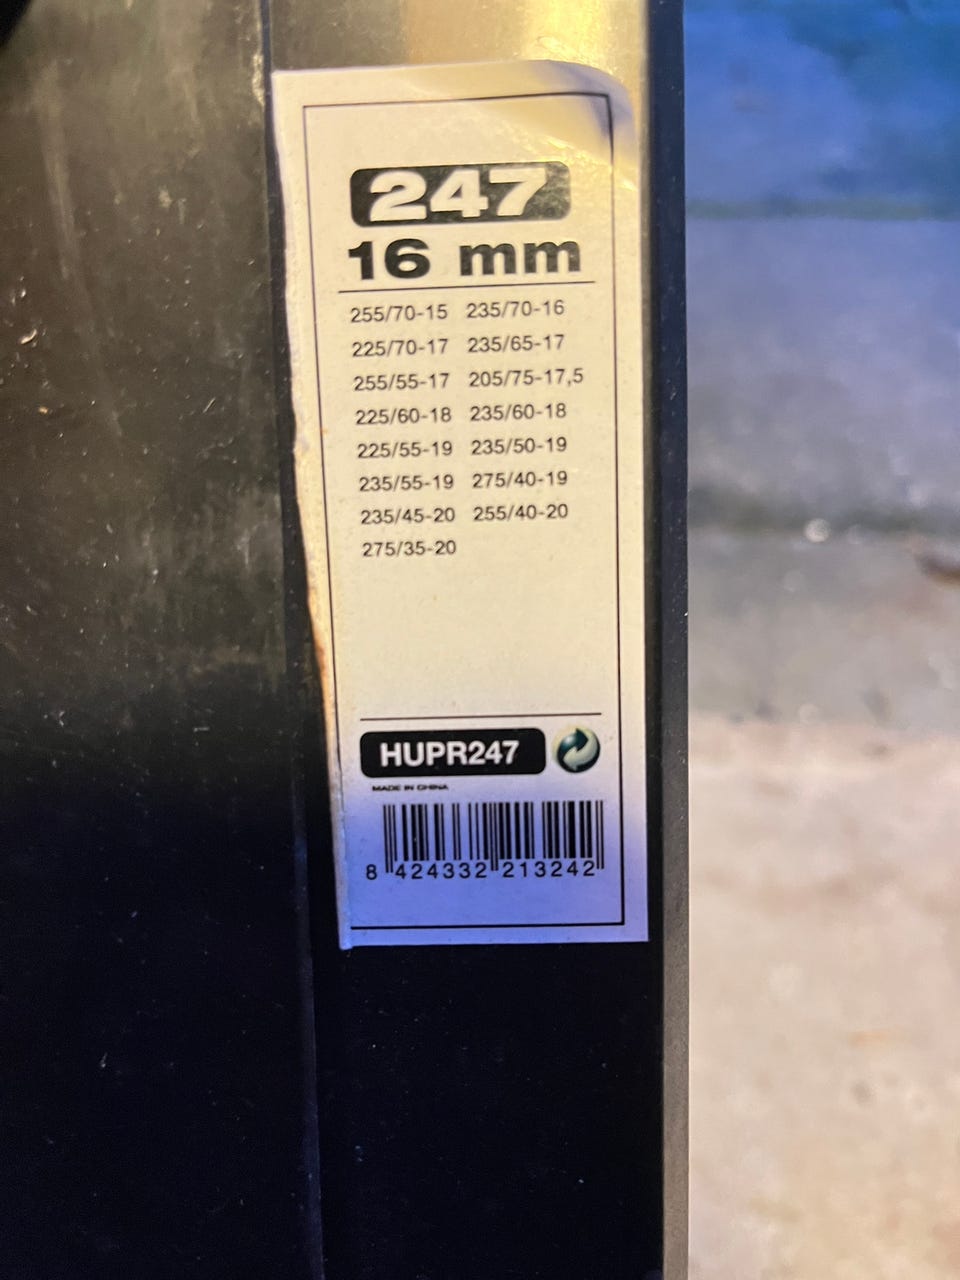 247
16 mm
255/70-15 235/70-16
225/70-17 235/65-17
255/55-17 205/75-17,5
225/60-18 235/60-18
225/55-19 235/50-19
235/55-19 275/40-19
235/45-20 255/40-20
275/35-20
HUPR247
MADE IN CHINA
8 424332 213242